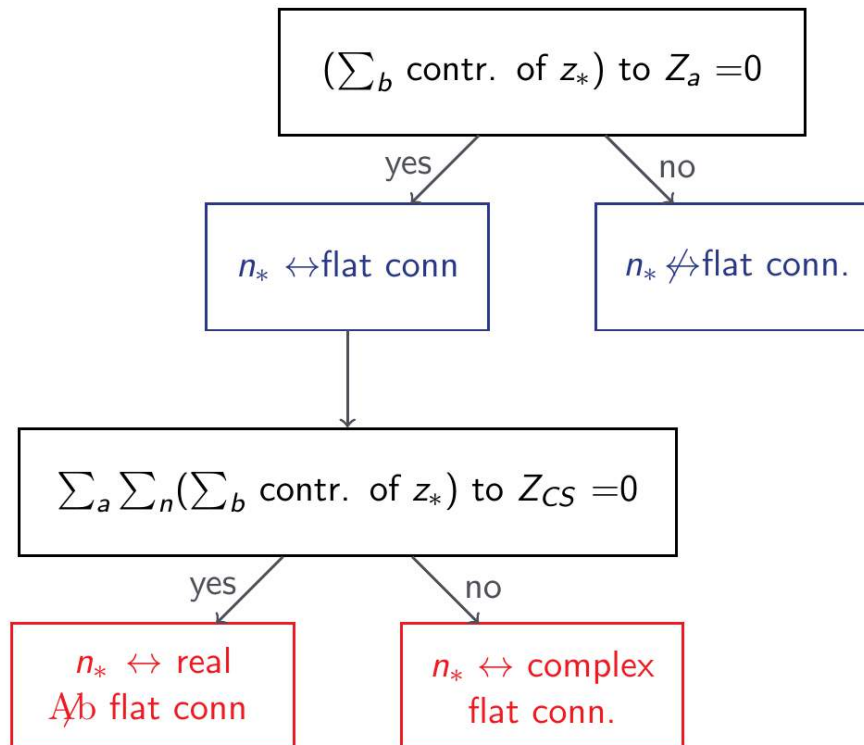 (∑_b contr. of z_*) to Z_a =0
yes
no
n_* ↔flat conn
n_* ↮flat conn.
∑_a ∑_n(∑_b contr. of z_*) to Z_CS =0
yes
no
n_* ↔ real
A̸b flat conn
n_* ↔ complex
flat conn.